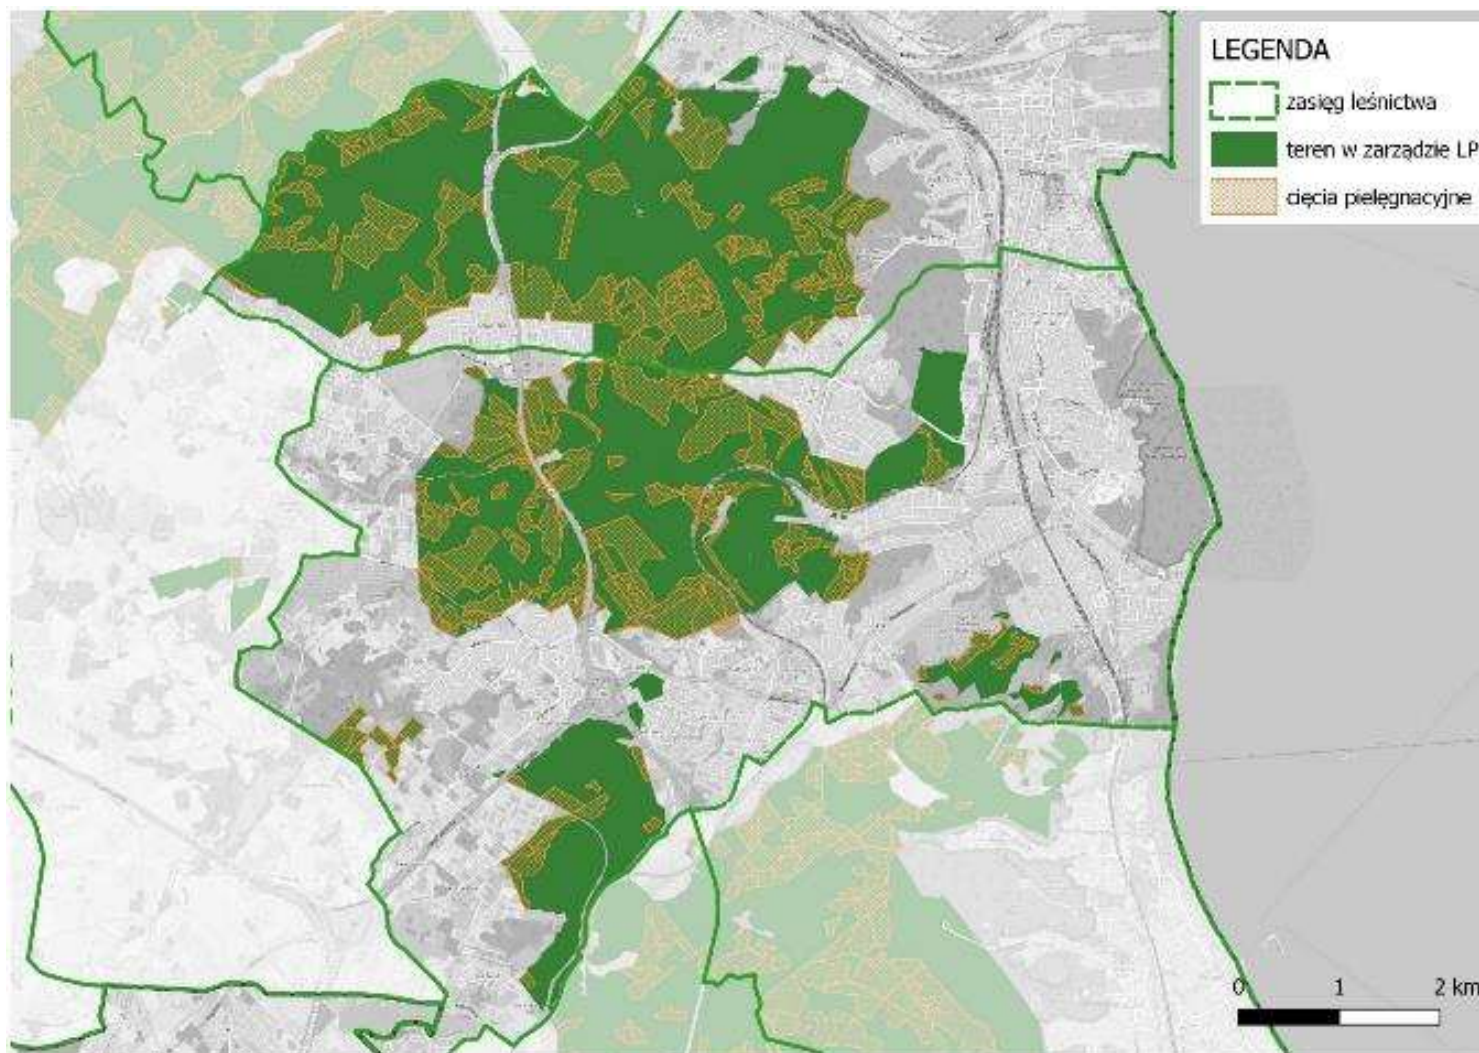 LEGENDA
zasięg leśnictwa
teren w zarządzie LP
cięcia pielęgnacyjne
0 1 2 km